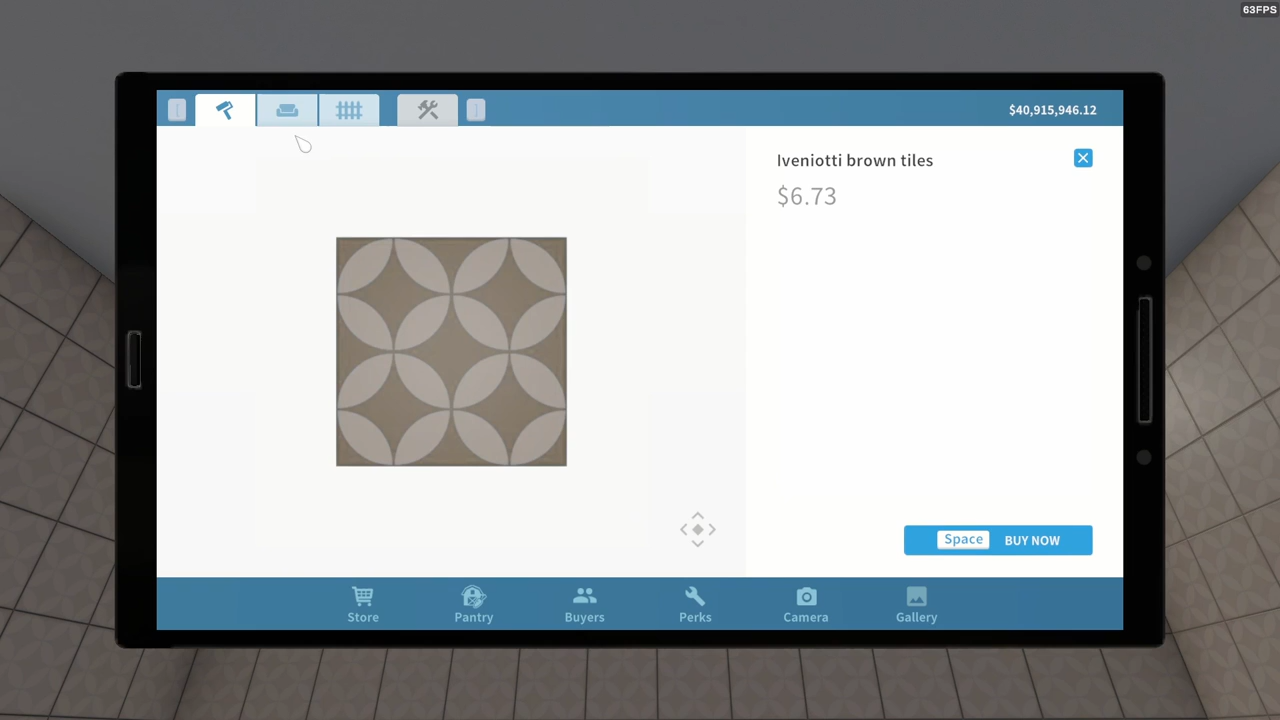 63FPS
$40,915,946.12
Iveniotti brown tiles
$6.73
Space BUY NOW
Store
Pantry
Buyers
Perks
Camera
Gallery